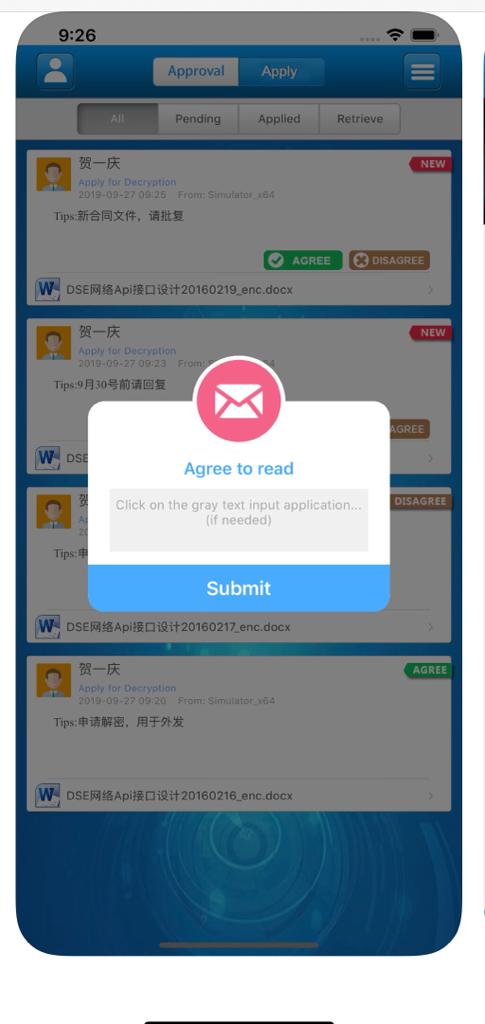 9:26
Approval Apply
All Pending Applied Retrieve
贺一庆
NEW
Apply for Decryption
2019-09-27 09:25 From: Simulator_x64
Tips:新合同文件，请批复
AGREE DISAGREE
DSE网络Api接口设计20160219_enc.docx
贺一庆
NEW
Apply for Decryption
2019-09-27 09:23 From:
Tips:9月30号前请回复
AGREE
DSE
Agree to read
Click on the gray text input application...
(if needed)
Submit
DISAGREE
Tips:申
DSE网络Api接口设计20160217_enc.docx
贺一庆
AGREE
Apply for Decryption
2019-09-27 09:20 From: Simulator_x64
Tips:申请解密，用于外发
DSE网络Api接口设计20160216_enc.docx